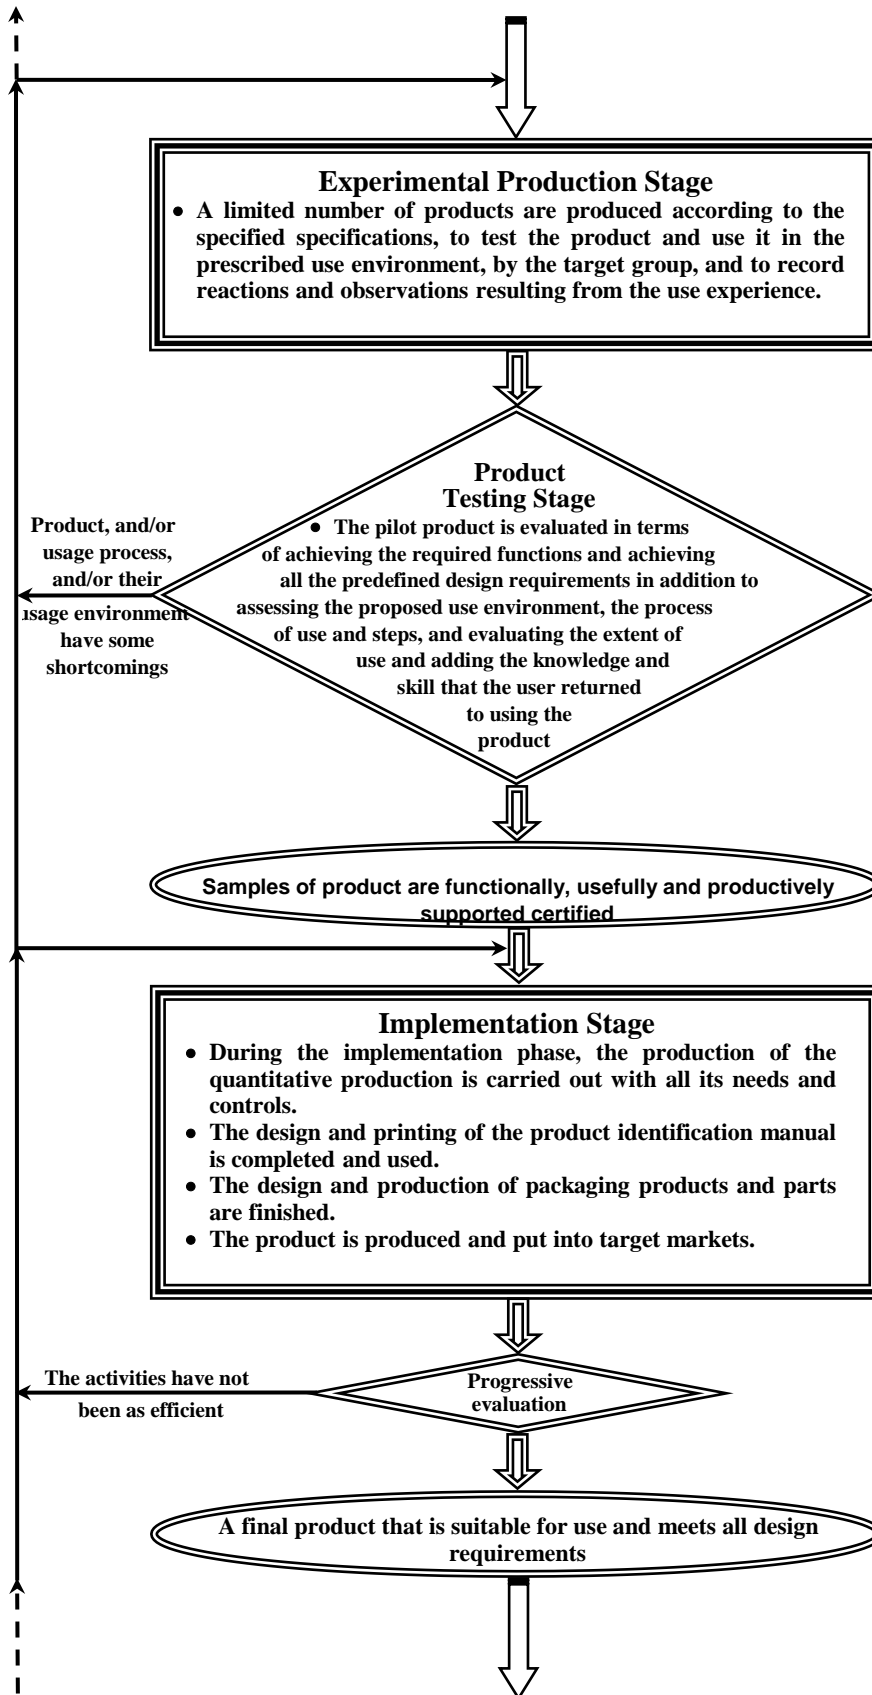 Experimental Production Stage
• A limited number of products are produced according to the
specified specifications, to test the product and use it in the
prescribed use environment, by the target group, and to record
reactions and observations resulting from the use experience.
Product
Testing Stage
• The pilot product is evaluated in terms
of achieving the required functions and achieving
all the predefined design requirements in addition to
assessing the proposed use environment, the process
of use and steps, and evaluating the extent of
use and adding the knowledge and
skill that the user returned
to using the
product
Product, and/or
usage process,
and/or their
usage environment
have some
shortcomings
Samples of product are functionally, usefully and productively
supported certified
Implementation Stage
• During the implementation phase, the production of the
quantitative production is carried out with all its needs and
controls.
• The design and printing of the product identification manual
is completed and used.
• The design and production of packaging products and parts
are finished.
• The product is produced and put into target markets.
The activities have not
been as efficient
Progressive
evaluation
A final product that is suitable for use and meets all design
requirements